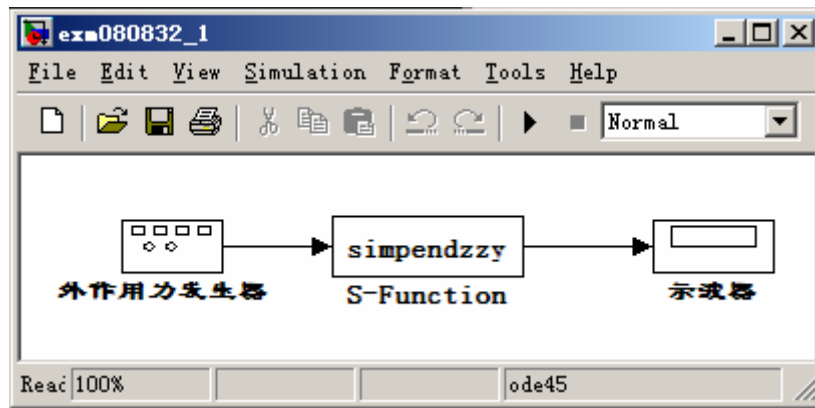 exm080832_1
File Edit View Simulation Format Tools Help
Normal
simpendzzy
外作用力发生器 S-Function 示波器
100% ode45